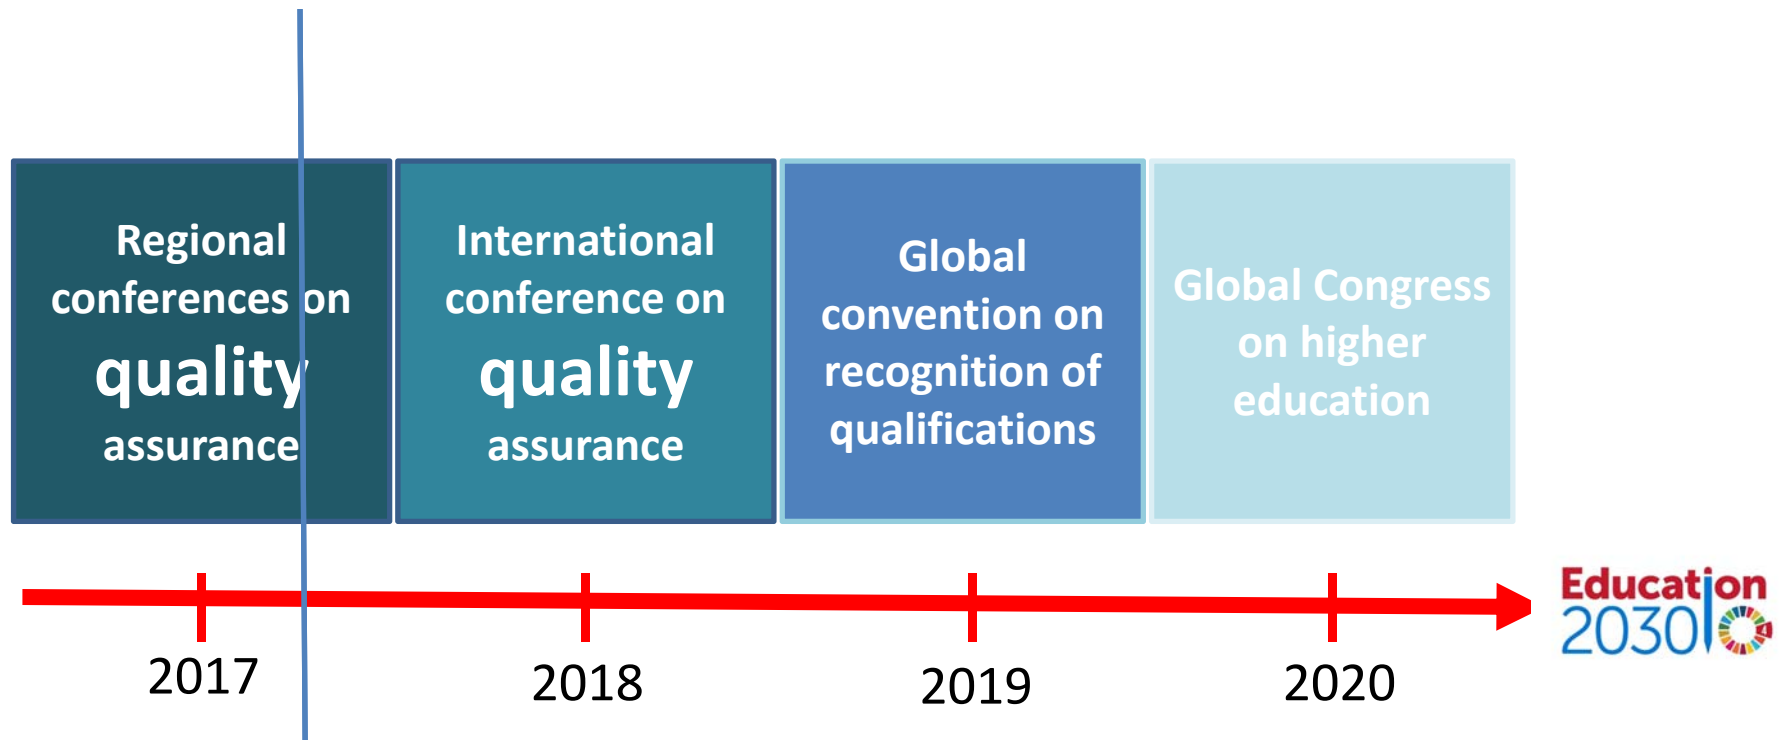 Regional
conferences on
quality
assurance
International
conference on
quality
assurance
Global
convention on
recognition of
qualifications
Global Congress
on higher
education
2017
2018
2019
2020
Education
2030
4